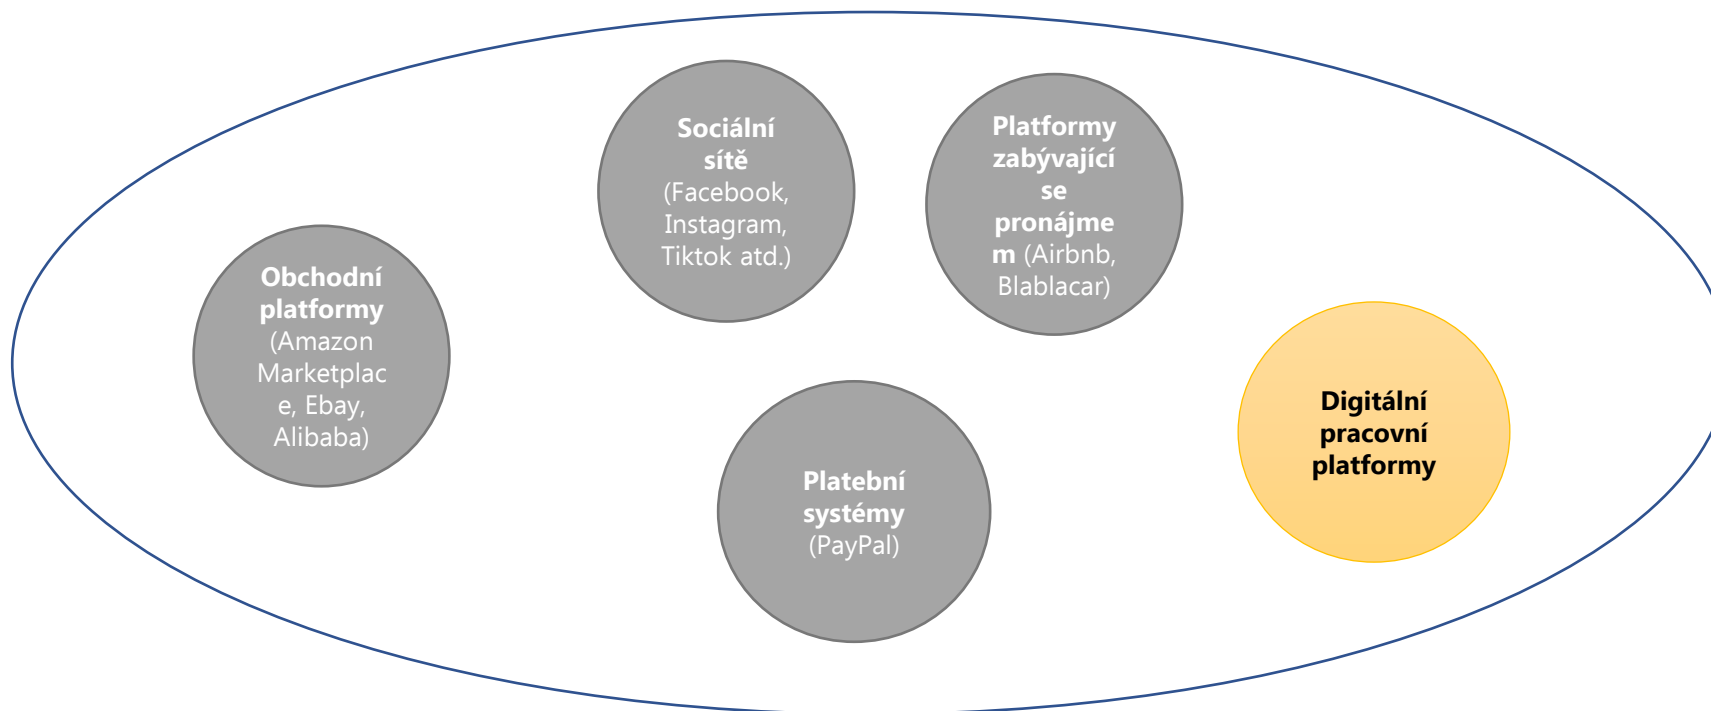 Sociální
sítě
(Facebook,
Instagram,
Tiktok atd.)
Platformy
zabývající
se
pronájme
m (Airbnb,
Blablacar)
Obchodní
platformy
(Amazon
Marketplac
e, Ebay,
Alibaba)
Digitální
pracovní
platformy
Platební
systémy
(PayPal)